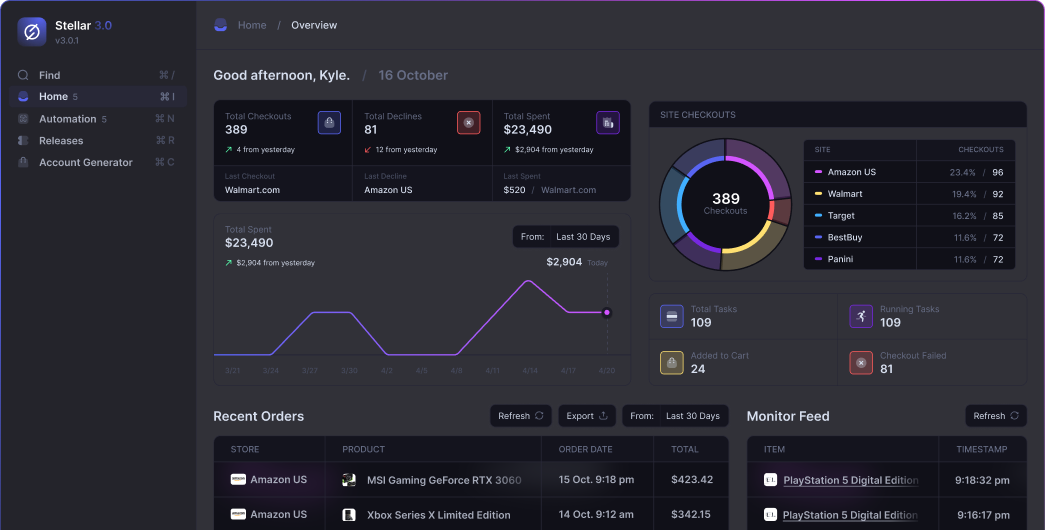 Stellar 3.0
v3.0.1
Find ⌘ /
Home 5 ⌘ I
Automation 5 ⌘ N
Releases ⌘ R
Account Generator ⌘ C
Home / Overview
Good afternoon, Kyle. / 16 October
Total Checkouts
389
4 from yesterday
Last Checkout
Walmart.com
Total Declines
81
12 from yesterday
Last Decline
Amazon US
Total Spent
$23,490
$2,904 from yesterday
Last Spent
$520 / Walmart.com
Total Spent
$23,490
$2,904 from yesterday
From: Last 30 Days
$2,904 Today
3/21 3/24 3/27 3/30 4/2 4/5 4/8 4/11 4/14 4/17 4/20
SITE CHECKOUTS
389
Checkouts
SITE CHECKOUTS
Amazon US 23.4% / 96
Walmart 19.4% / 92
Target 16.2% / 85
BestBuy 11.6% / 72
Panini 11.6% / 72
Total Tasks
109
Running Tasks
109
Added to Cart
24
Checkout Failed
81
Recent Orders
Refresh
Export
From: Last 30 Days
STORE PRODUCT ORDER DATE TOTAL
Amazon US MSI Gaming GeForce RTX 3060 15 Oct. 9:18 pm $423.42
Amazon US Xbox Series X Limited Edition 14 Oct. 9:12 am $342.15
Monitor Feed
Refresh
ITEM TIMESTAMP
PlayStation 5 Digital Edition 9:18:32 pm
PlayStation 5 Digital Edition 9:16:17 pm